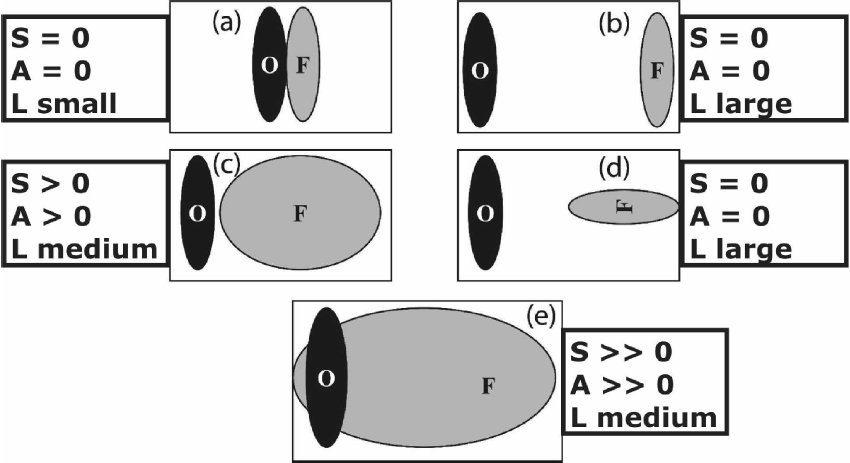 S = 0
A = 0
L small
(a)
O F
(b)
O F
S = 0
A = 0
L large
S > 0
A > 0
L medium
(c)
O F
(d)
O F
S = 0
A = 0
L large
(e)
O F
S >> 0
A >> 0
L medium